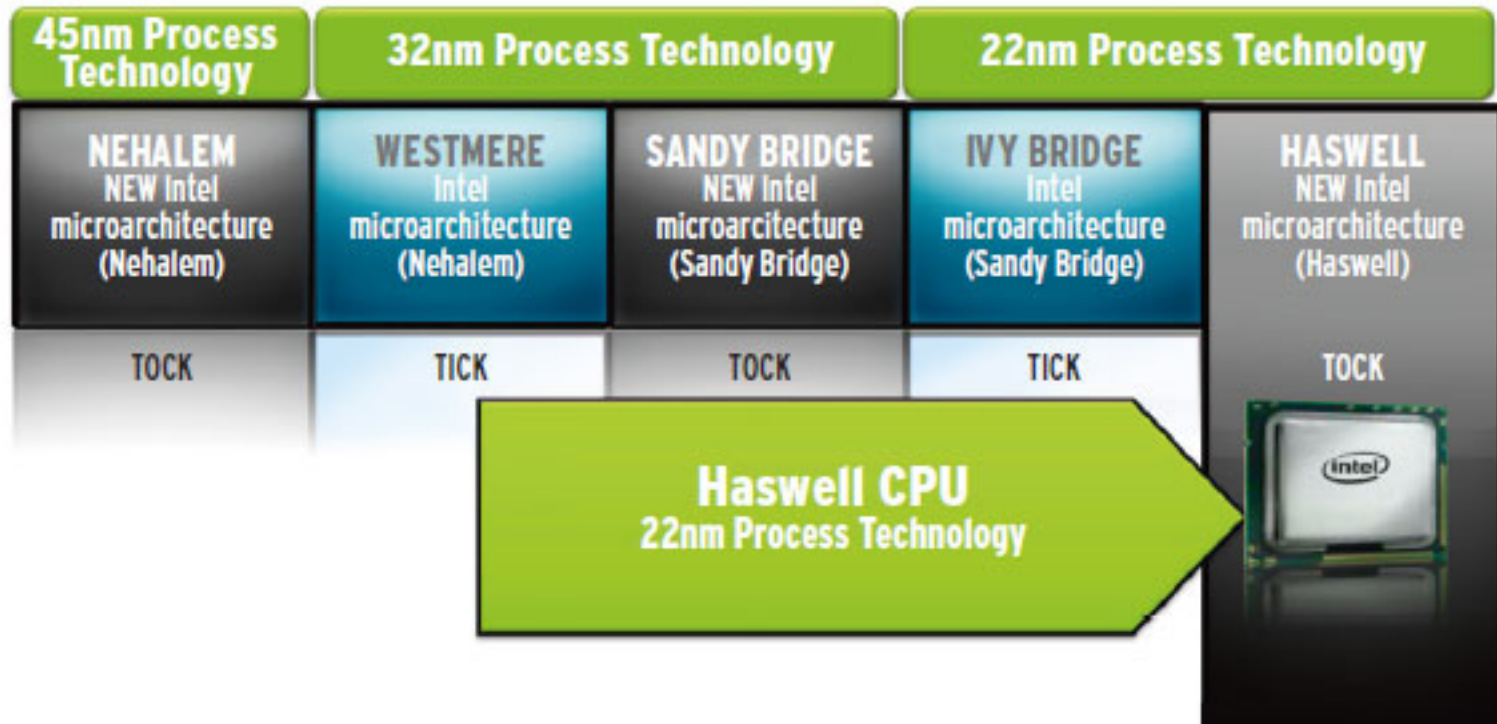 45nm Process
Technology
32nm Process Technology
22nm Process Technology
NEHALEM
NEW Intel
microarchitecture
(Nehalem)
WESTMERE
Intel
microarchitecture
(Nehalem)
SANDY BRIDGE
NEW Intel
microarcitecture
(Sandy Bridge)
IVY BRIDGE
Intel
microarchitecture
(Sandy Bridge)
HASWELL
NEW Intel
microarchitecture
(Haswell)
TOCK
TICK
TOCK
TICK
TOCK
Haswell CPU
22nm Process Technology
intel